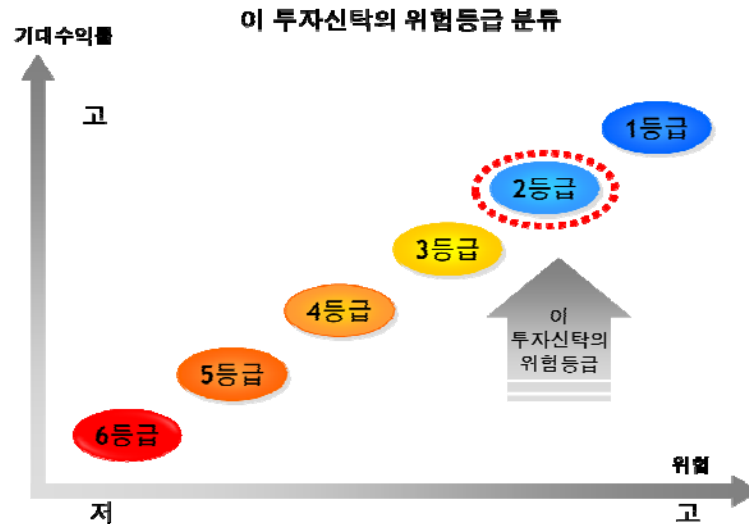 이 투자신탁의 위험등급 분류
기대수익률
고
1등급
2등급
3등급
4등급
이
투자신탁의
위험등급
5등급
6등급
위험
저
고